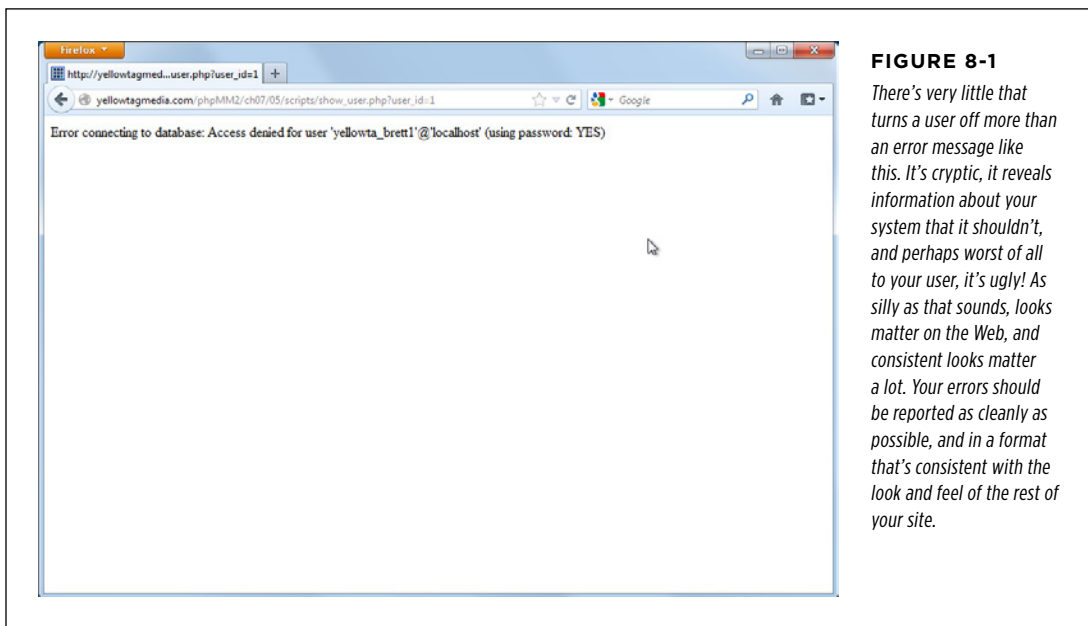 Firefox
http://yellowtagmed...user.php?user_id=1
yellowtagmedia.com/phpMM2/ch07/05/scripts/show_user.php?user_id=1
Google
Error connecting to database: Access denied for user 'yellowta_brett1'@'localhost' (using password: YES)
FIGURE 8-1
There's very little that
turns a user off more than
an error message like
this. It's cryptic, it reveals
information about your
system that it shouldn't,
and perhaps worst of all
to your user, it's ugly! As
silly as that sounds, looks
matter on the Web, and
consistent looks matter
a lot. Your errors should
be reported as cleanly as
possible, and in a format
that's consistent with the
look and feel of the rest of
your site.